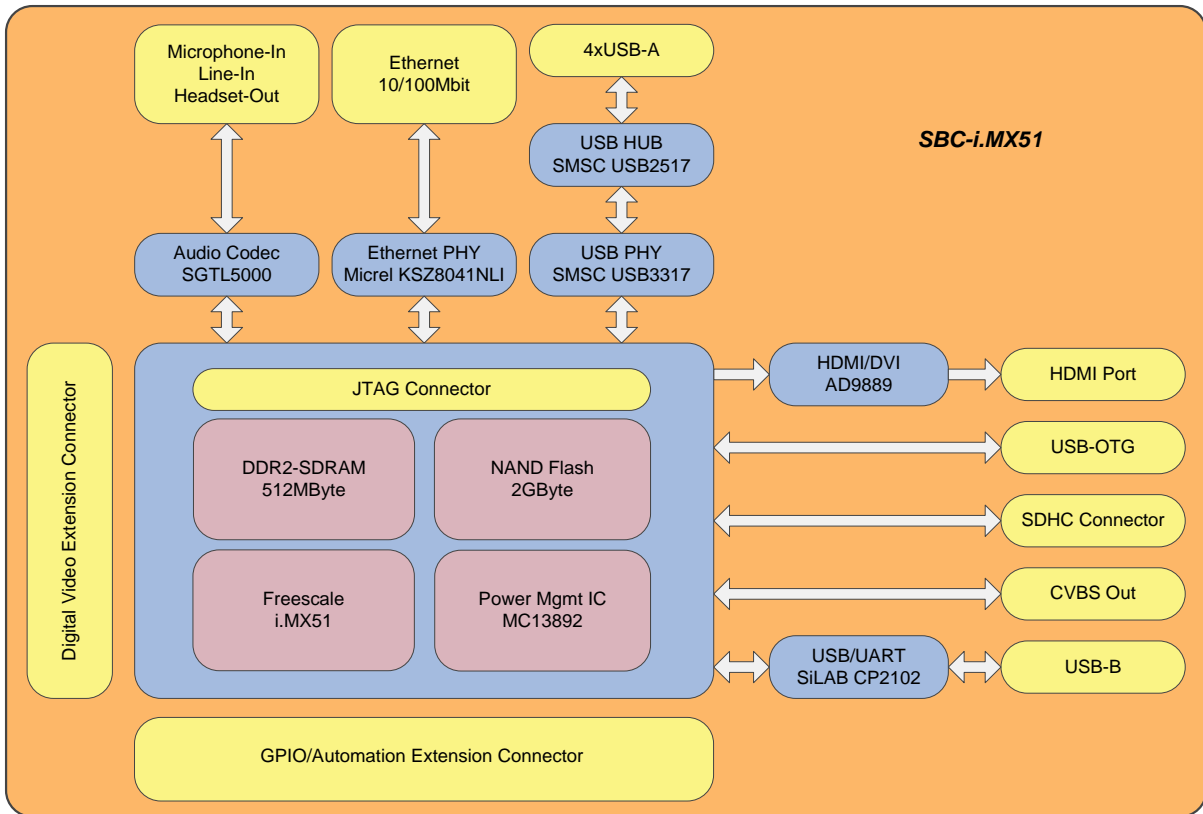 Microphone-In
Line-In
Headset-Out
Ethernet
10/100Mbit
4xUSB-A
USB HUB
SMSC USB2517
SBC-i.MX51
Audio Codec
SGTL5000
Ethernet PHY
Micrel KSZ8041NLI
USB PHY
SMSC USB3317
Digital Video Extension Connector
JTAG Connector
DDR2-SDRAM
512MByte
NAND Flash
2GByte
Freescale
i.MX51
Power Mgmt IC
MC13892
HDMI/DVI
AD9889
HDMI Port
USB-OTG
SDHC Connector
CVBS Out
USB/UART
SiLAB CP2102
USB-B
GPIO/Automation Extension Connector